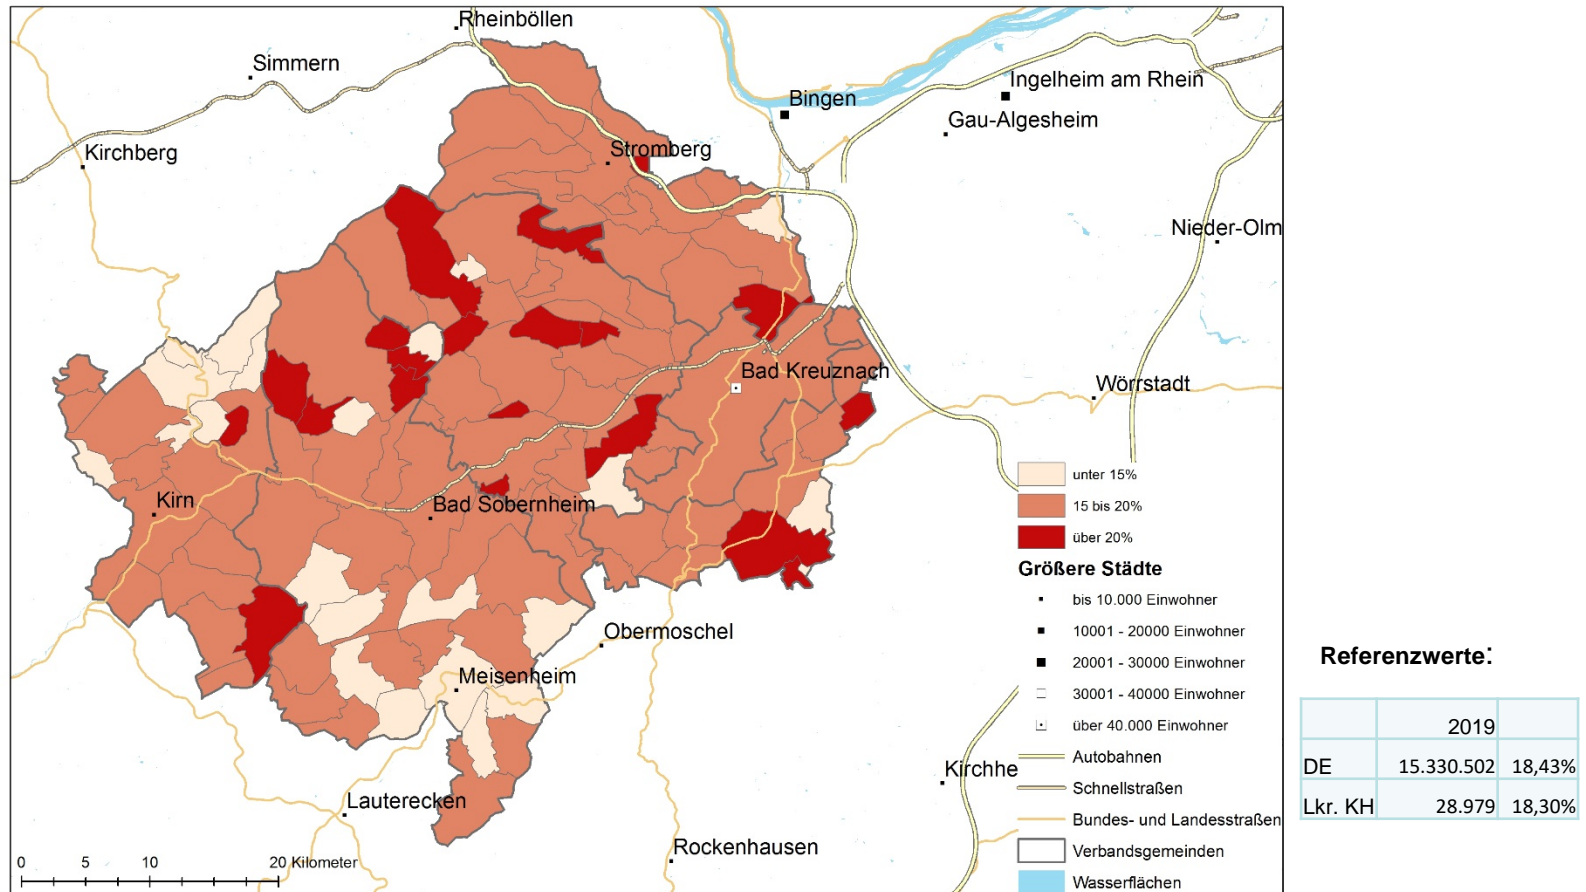 Rheinböllen
Simmern
Ingelheim am Rhein
Bingen
Gau-Algesheim
Kirchberg
Stromberg
Nieder-Olm
Bad Kreuznach
Wörrstadt
unter 15%
Kirn
Bad Sobernheim
15 bis 20%
über 20%
Größere Städte
bis 10.000 Einwohner
Obermoschel
10001 - 20000 Einwohner
20001 - 30000 Einwohner
Meisenheim
30001 - 40000 Einwohner
über 40.000 Einwohner
Autobahnen
Kirchhe
Schnellstraßen
Lauterecken
Bundes- und Landesstraßen
Rockenhausen
Verbandsgemeinden
0 5 10 20 Kilometer
Wasserflächen
Referenzwerte:
2019
DE 15.330.502 18,43%
Lkr. KH 28.979 18,30%